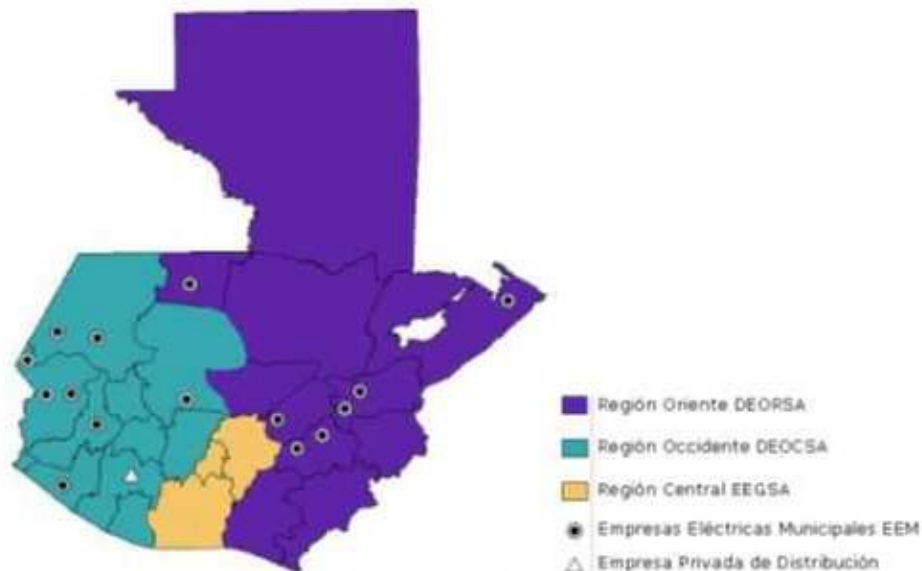 Región Oriente DEORSA
Región Occidente DEOCSA
Región Central EEGSA
Empresas Eléctricas Municipales EEM
Empresa Privada de Distribución